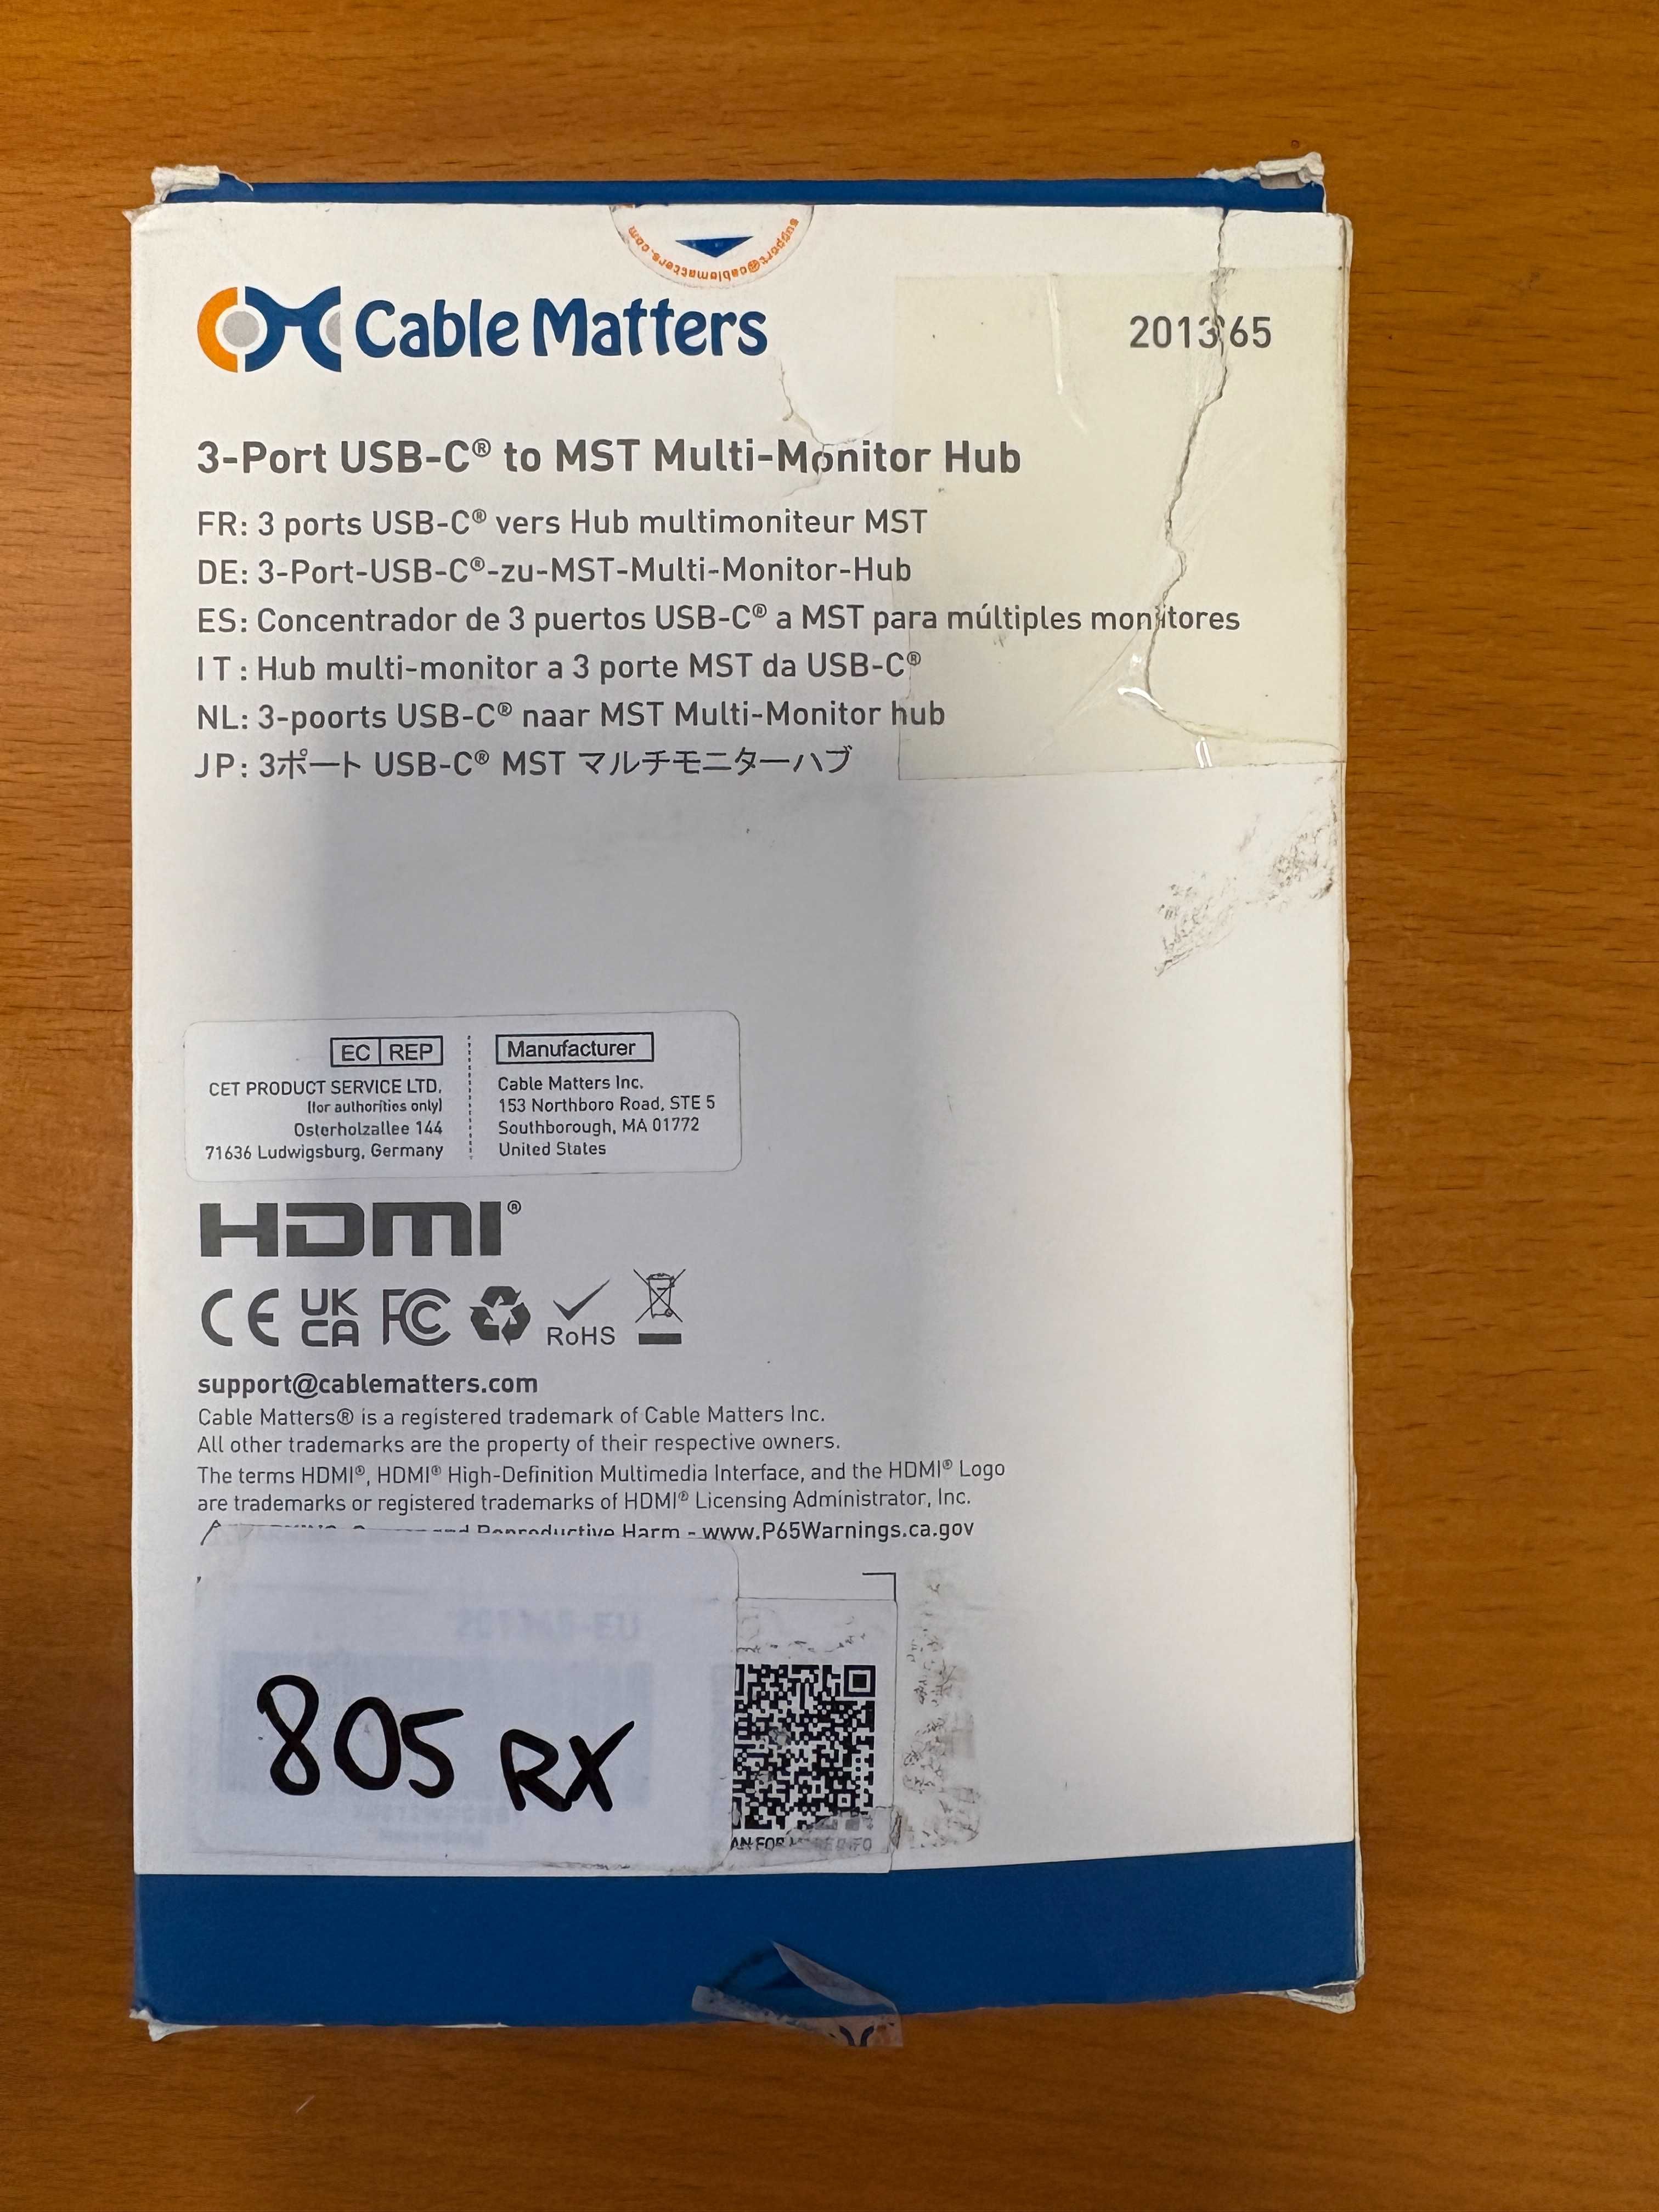 support@cablematters.com
Cable Matters
201365
3-Port USB-C® to MST Multi-Monitor Hub
FR: 3 ports USB-C® vers Hub multimoniteur MST
DE: 3-Port-USB-C®-zu-MST-Multi-Monitor-Hub
ES: Concentrador de 3 puertos USB-C® a MST para múltiples monitores
IT: Hub multi-monitor a 3 porte MST da USB-C®
NL: 3-poorts USB-C® naar MST Multi-Monitor hub
JP: 3ポート USB-C® MST マルチモニターハブ
EC REP
CET PRODUCT SERVICE LTD.
(for authorities only)
Osterholzallee 144
71636 Ludwigsburg, Germany
Manufacturer
Cable Matters Inc.
153 Northboro Road, STE 5
Southborough, MA 01772
United States
HDMI®
CE UK CA FC RoHS
support@cablematters.com
Cable Matters® is a registered trademark of Cable Matters Inc.
All other trademarks are the property of their respective owners.
The terms HDMI®, HDMI® High-Definition Multimedia Interface, and the HDMI® Logo
are trademarks or registered trademarks of HDMI® Licensing Administrator, Inc.
and Reproductive Harm - www.P65Warnings.ca.gov
805 RX
FOR MORE INFO